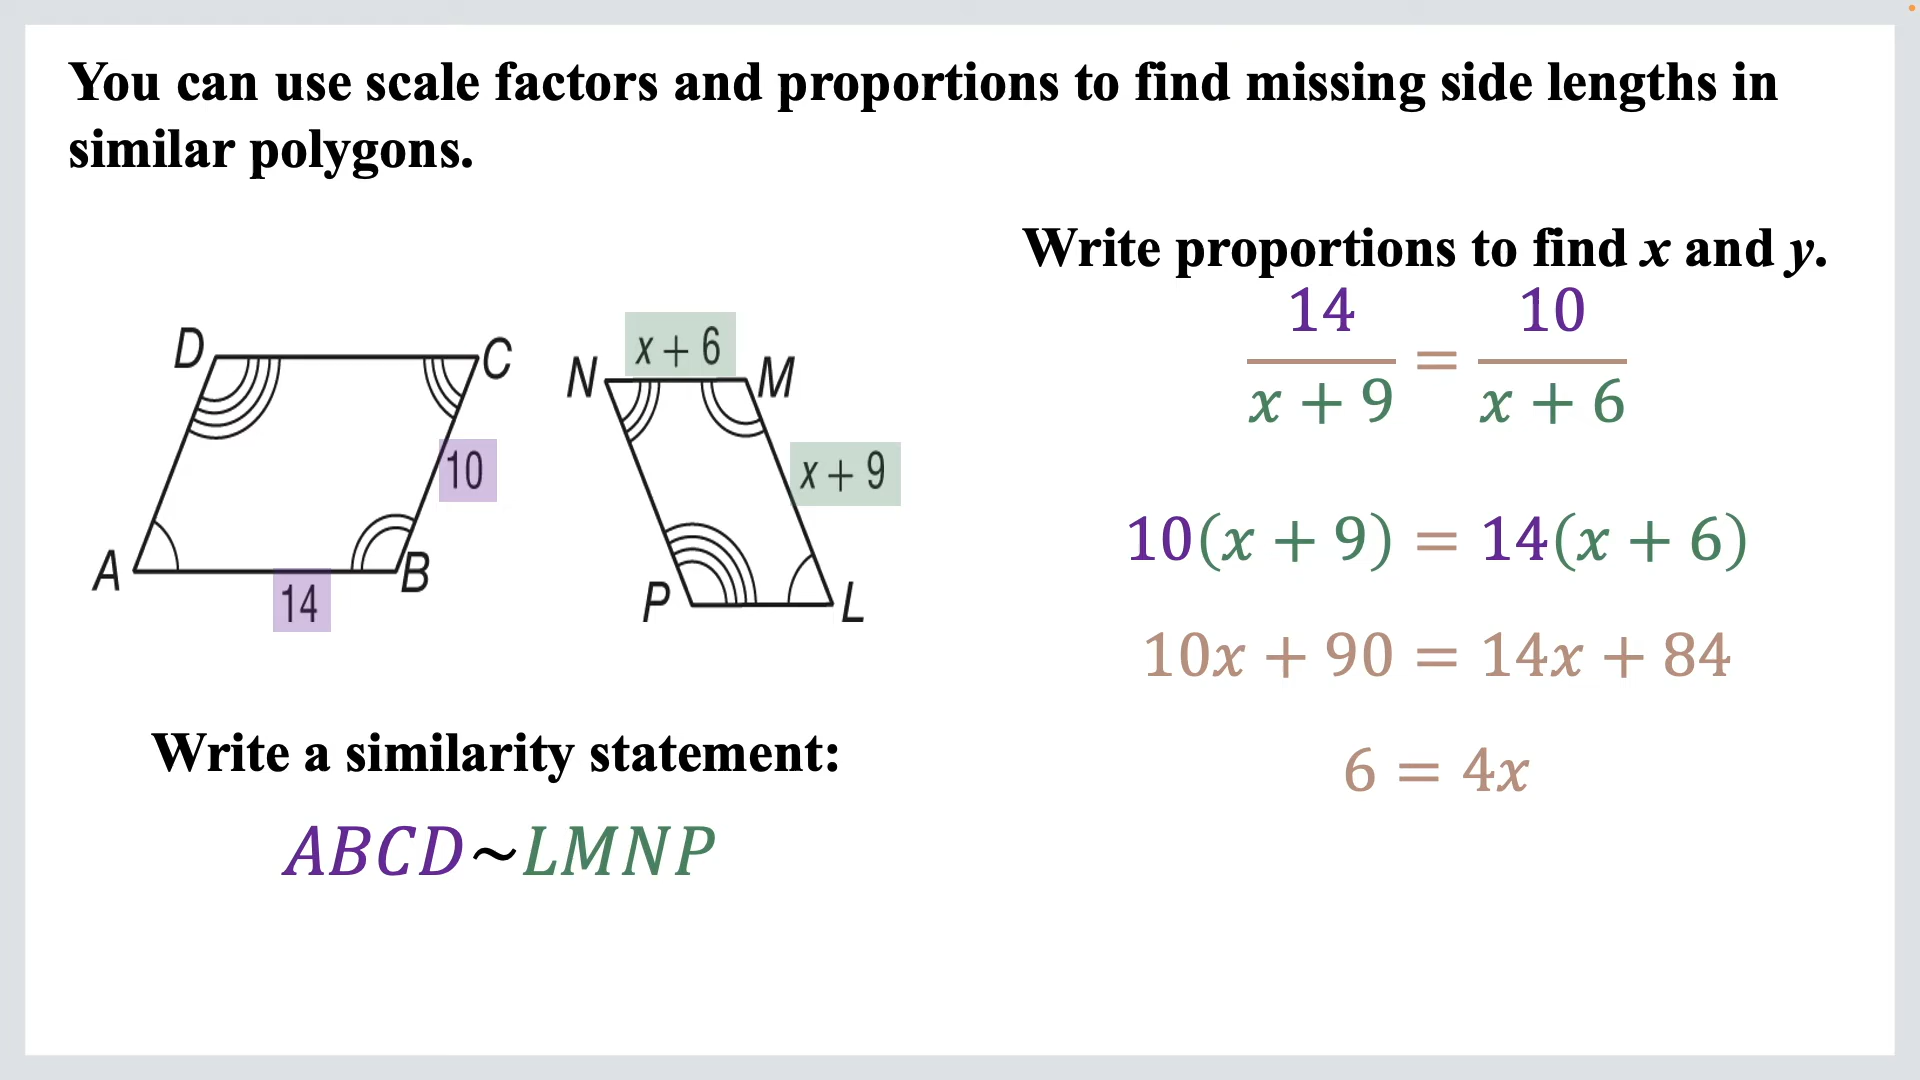 You can use scale factors and proportions to find missing side lengths in
similar polygons.
Write proportions to find x and y.
14/(x + 9) = 10/(x + 6)
10(x + 9) = 14(x + 6)
10x + 90 = 14x + 84
6 = 4x
D
C
10
A
B
14
x + 6
N
M
x + 9
P
L
Write a similarity statement:
ABCD~LMNP